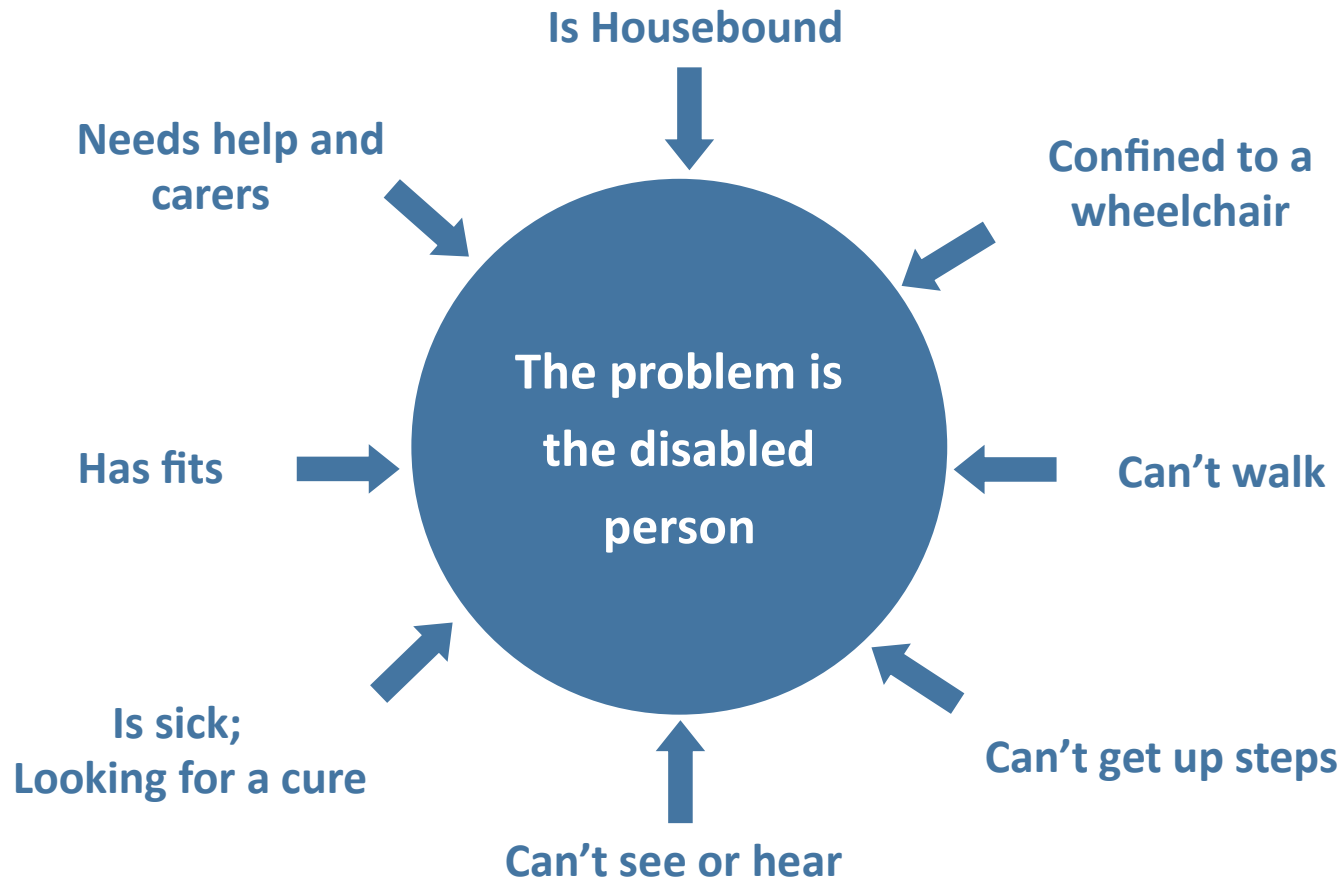 Is Housebound
Needs help and
carers
Confined to a
wheelchair
The problem is
the disabled
person
Has fits
Can’t walk
Is sick;
Looking for a cure
Can’t get up steps
Can’t see or hear